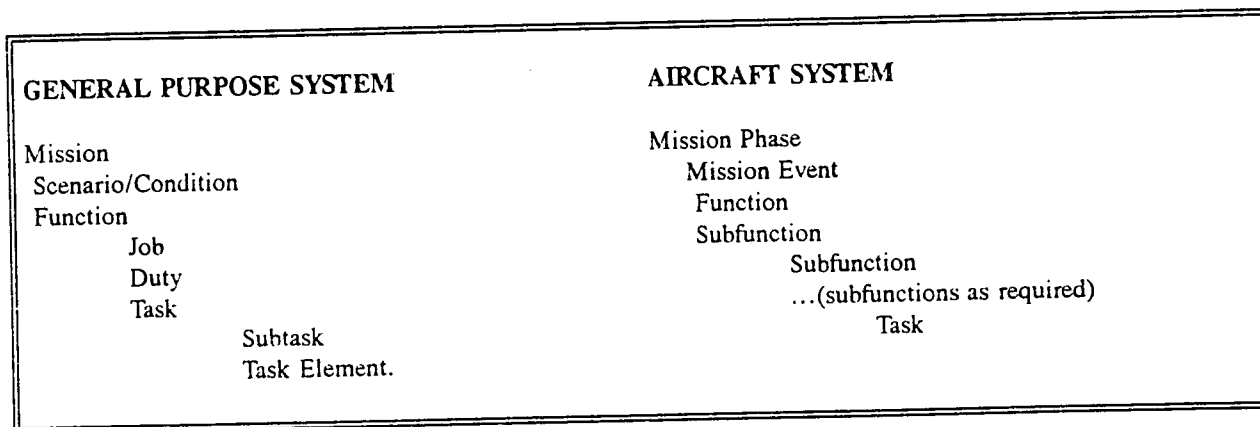 GENERAL PURPOSE SYSTEM
Mission
Scenario/Condition
Function
Job
Duty
Task
Subtask
Task Element.
AIRCRAFT SYSTEM
Mission Phase
Mission Event
Function
Subfunction
Subfunction
...(subfunctions as required)
Task